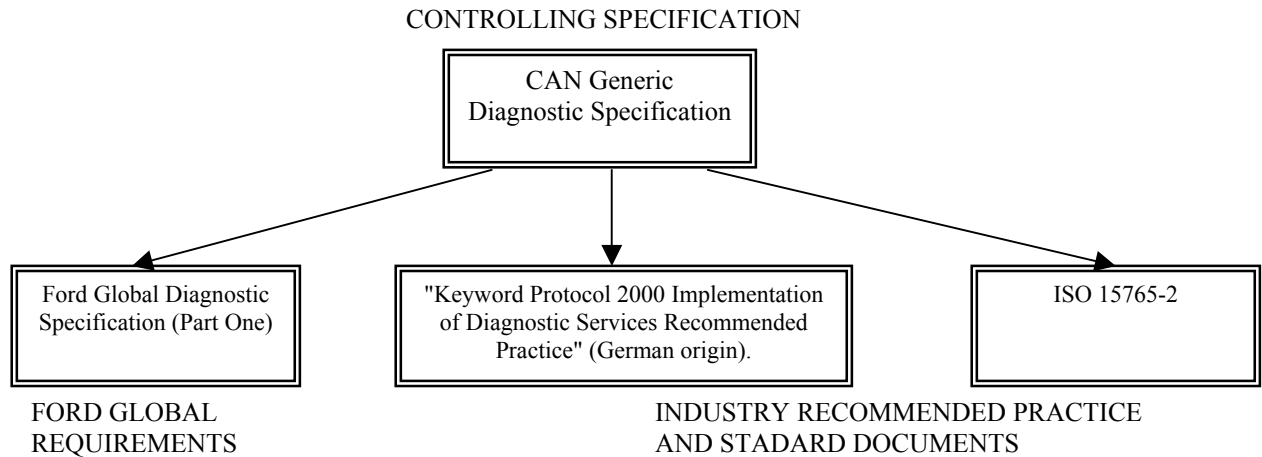 CONTROLLING SPECIFICATION
CAN Generic
Diagnostic Specification
Ford Global Diagnostic
Specification (Part One)
"Keyword Protocol 2000 Implementation
of Diagnostic Services Recommended
Practice" (German origin).
ISO 15765-2
FORD GLOBAL
REQUIREMENTS
INDUSTRY RECOMMENDED PRACTICE
AND STADARD DOCUMENTS